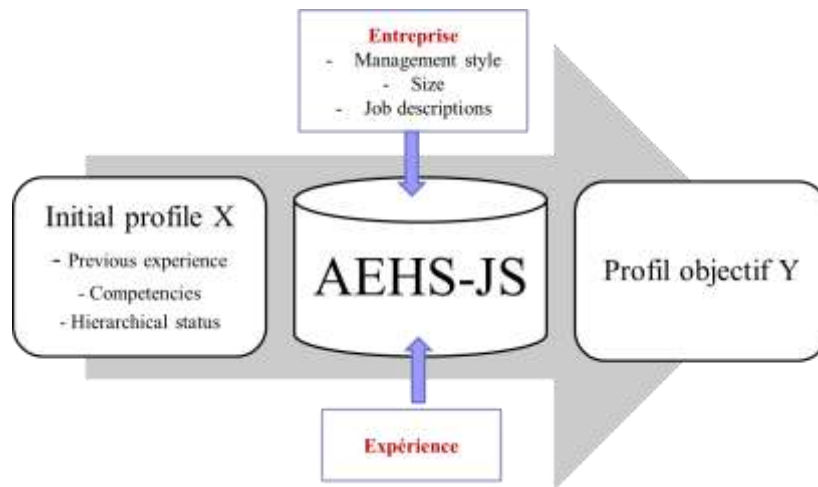 Entreprise
- Management style
- Size
- Job descriptions
Initial profile X
- Previous experience
- Competencies
- Hierarchical status
AEHS-JS
Profil objectif Y
Expérience